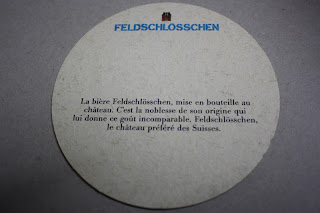 FELDSCHLÖSSCHEN
La bière Feldschlösschen, mise en bouteille au
château. C'est la noblesse de son origine qui
lui donne ce goût incomparable. Feldschlösschen,
le château préféré des Suisses.